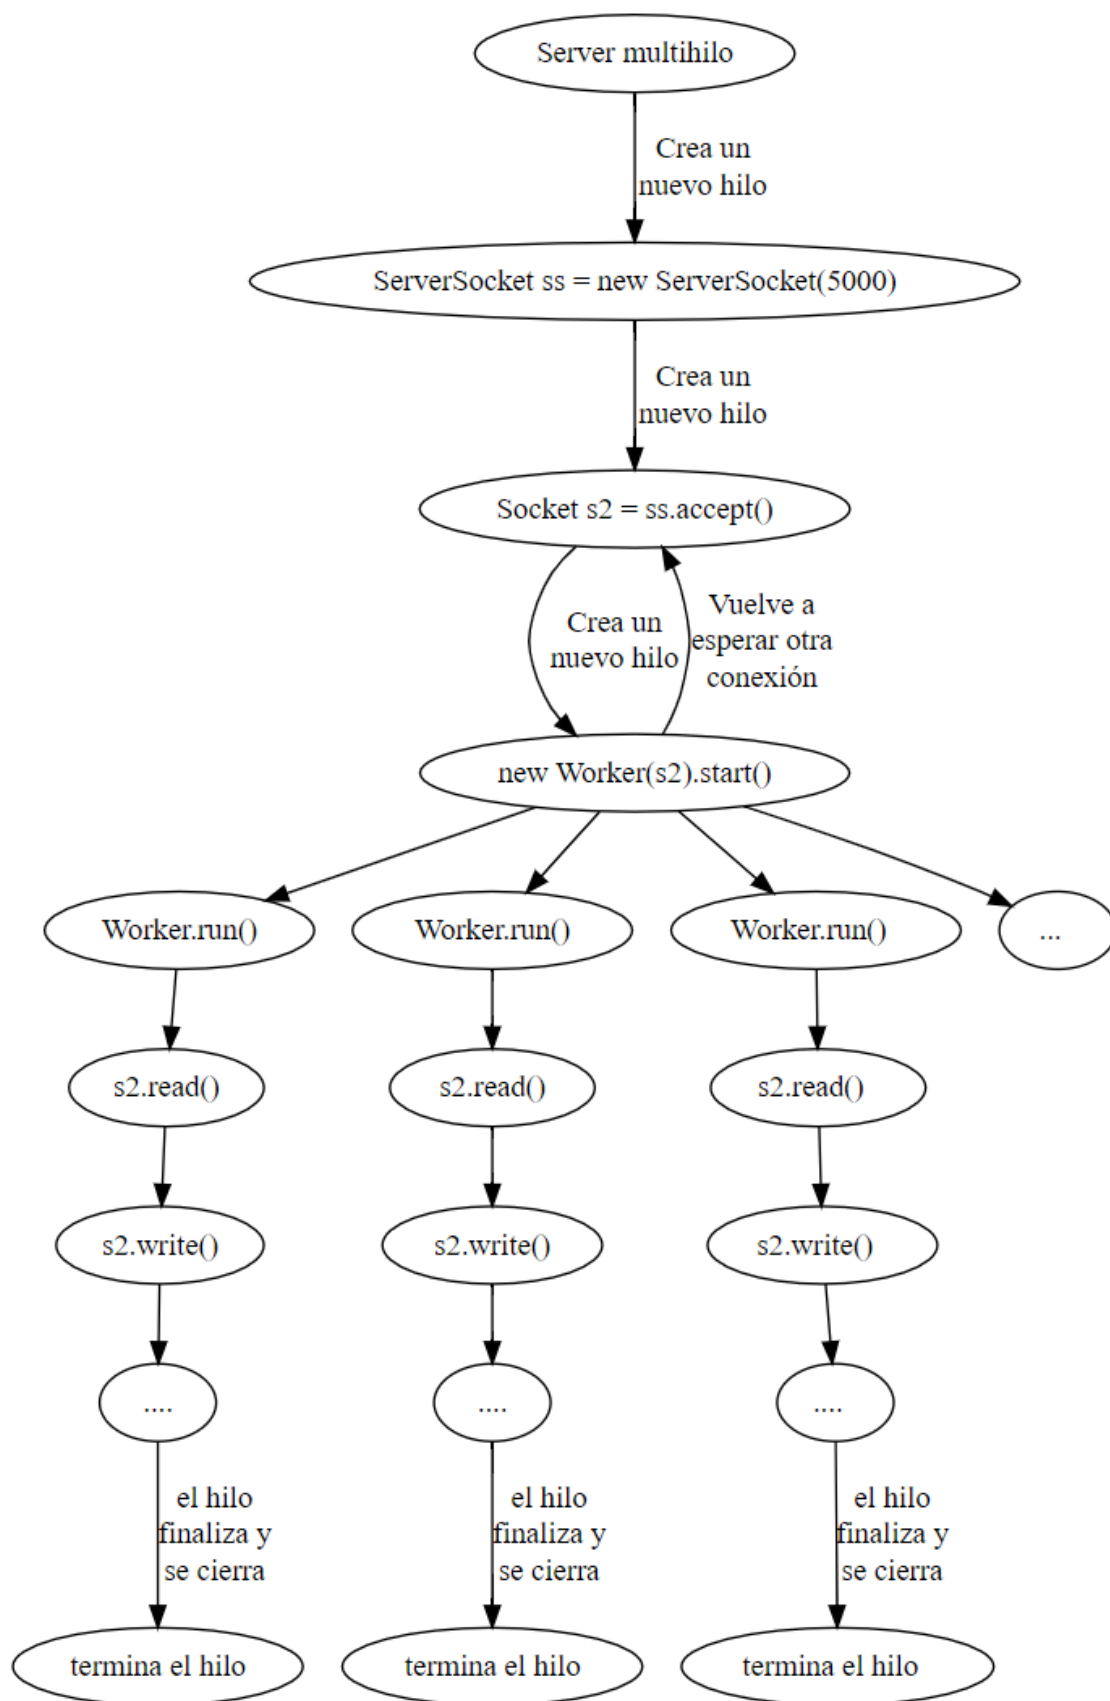 Server multihilo
Crea un
nuevo hilo
ServerSocket ss = new ServerSocket(5000)
Crea un
nuevo hilo
Socket s2 = ss.accept()
Crea un
nuevo hilo
Vuelve a
esperar otra
conexión
new Worker(s2).start()
Worker.run()
Worker.run()
Worker.run()
...
s2.read()
s2.read()
s2.read()
s2.write()
s2.write()
s2.write()
....
....
....
el hilo
finaliza y
se cierra
el hilo
finaliza y
se cierra
el hilo
finaliza y
se cierra
termina el hilo
termina el hilo
termina el hilo